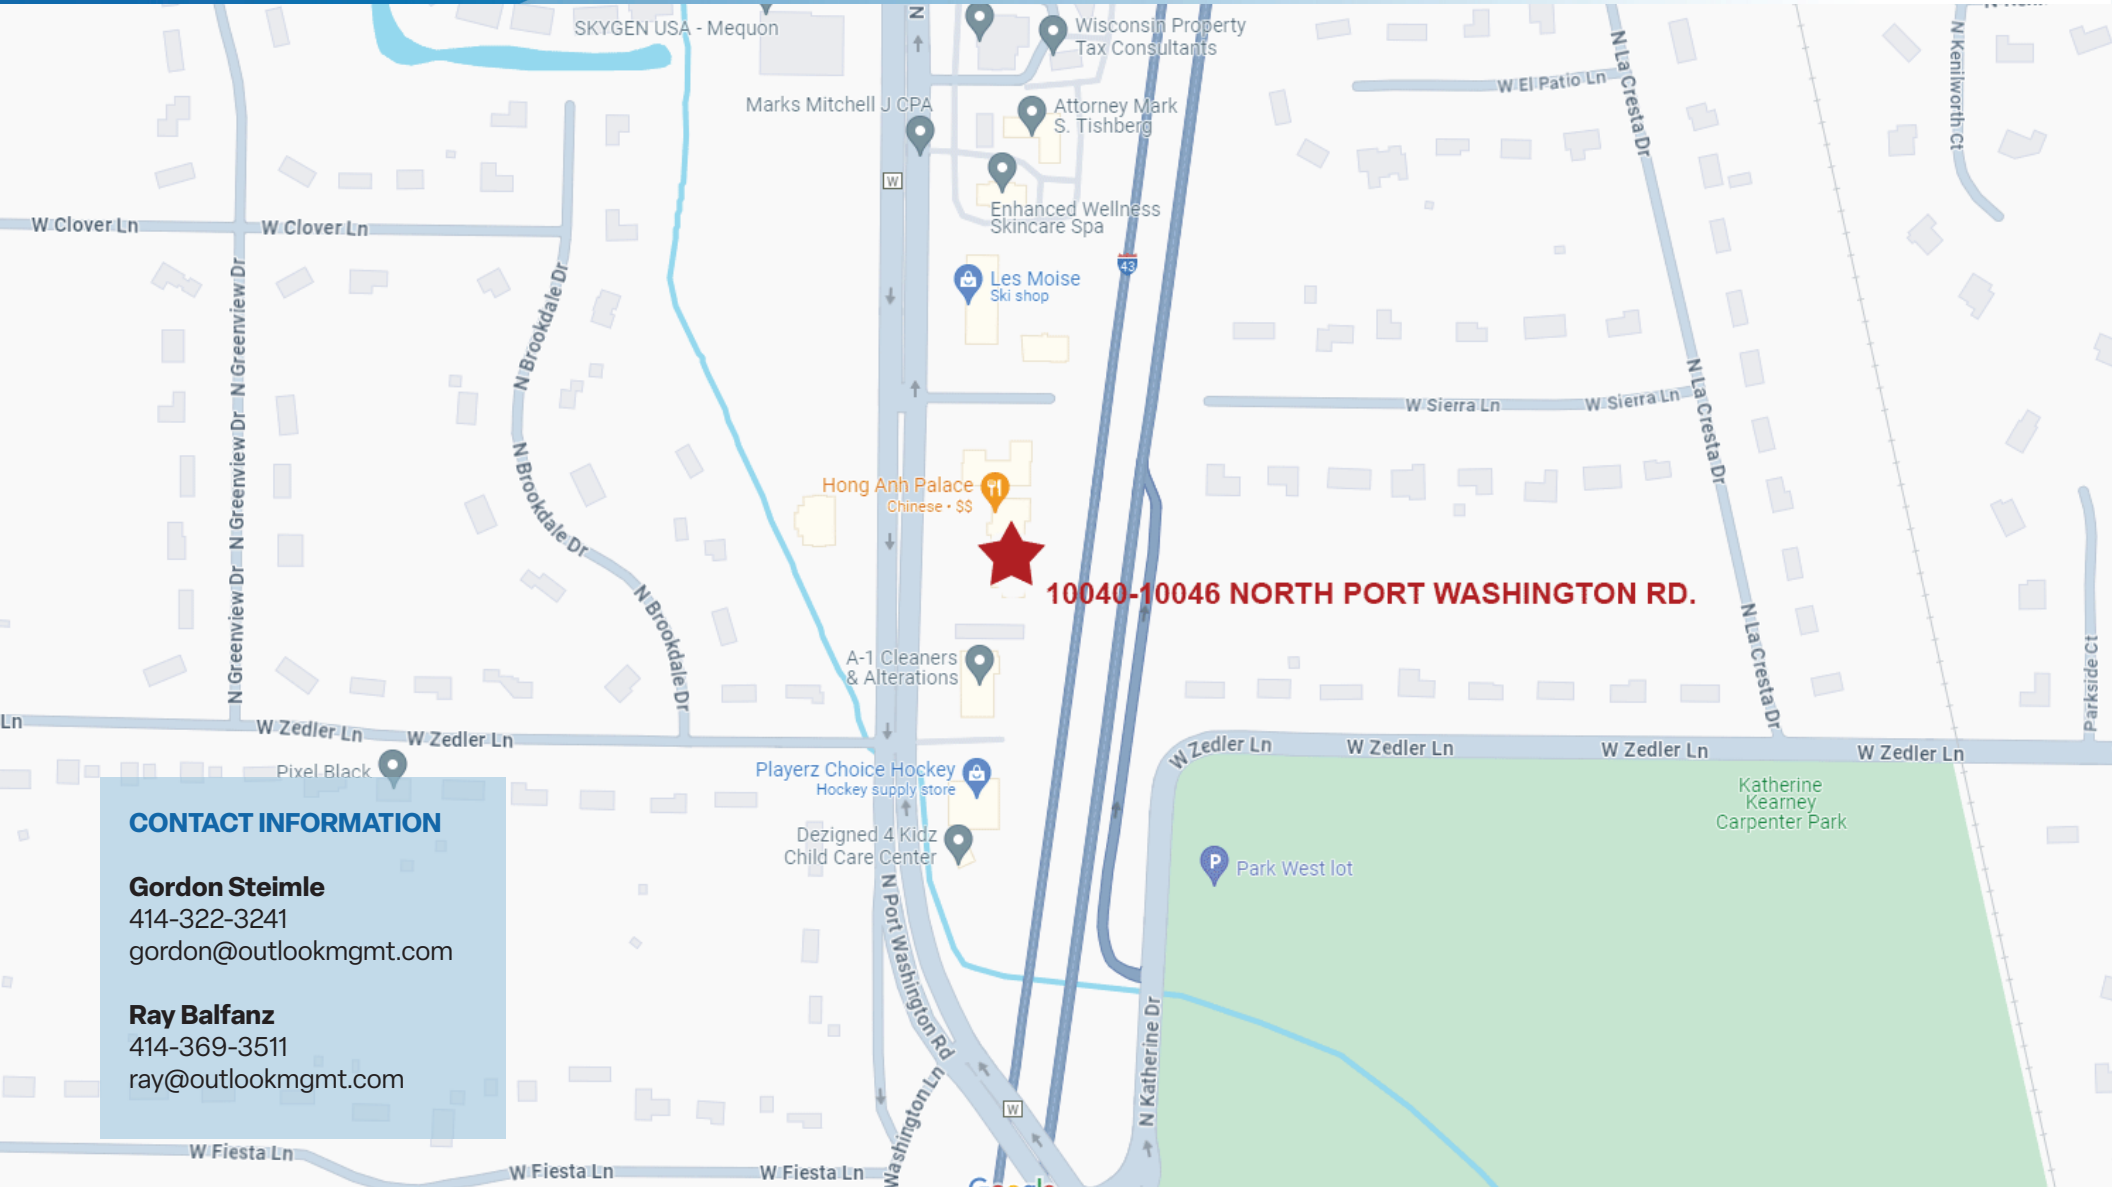 SKYGEN USA - Mequon
N
Wisconsin Property
Tax Consultants
W El Patio Ln
N La Cresta Dr
N Kenilworth Ct
Marks Mitchell J CPA
Attorney Mark
S. Tishberg
W
Enhanced Wellness
Skincare Spa
W Clover Ln
W Clover Ln
43
Les Moise
Ski shop
N Greenview Dr
N Brookdale Dr
W Sierra Ln
W Sierra Ln
N La Cresta Dr
N Greenview Dr
N Brookdale Dr
Hong Anh Palace
Chinese • $$
10040-10046 NORTH PORT WASHINGTON RD.
N Greenview Dr
N Brookdale Dr
N La Cresta Dr
A-1 Cleaners
& Alterations
Parkside Ct
Ln
W Zedler Ln
W Zedler Ln
W Zedler Ln
W Zedler Ln
W Zedler Ln
W Zedler Ln
Pixel Black
Playerz Choice Hockey
Hockey supply store
Katherine
Kearney
Carpenter Park
Dezigned 4 Kidz
Child Care Center
P
Park West lot
N Port Washington Rd
N Katherine Dr
CONTACT INFORMATION
Gordon Steimle
414-322-3241
gordon@outlookmgmt.com
Ray Balfanz
414-369-3511
ray@outlookmgmt.com
W
Washington Ln
W Fiesta Ln
W Fiesta Ln
W Fiesta Ln
Google